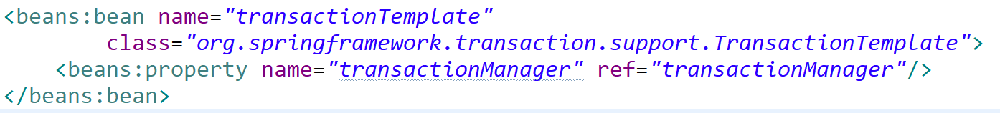 <beans:bean name="transactionTemplate"
class="org.springframework.transaction.support.TransactionTemplate">
<beans:property name="transactionManager" ref="transactionManager"/>
</beans:bean>